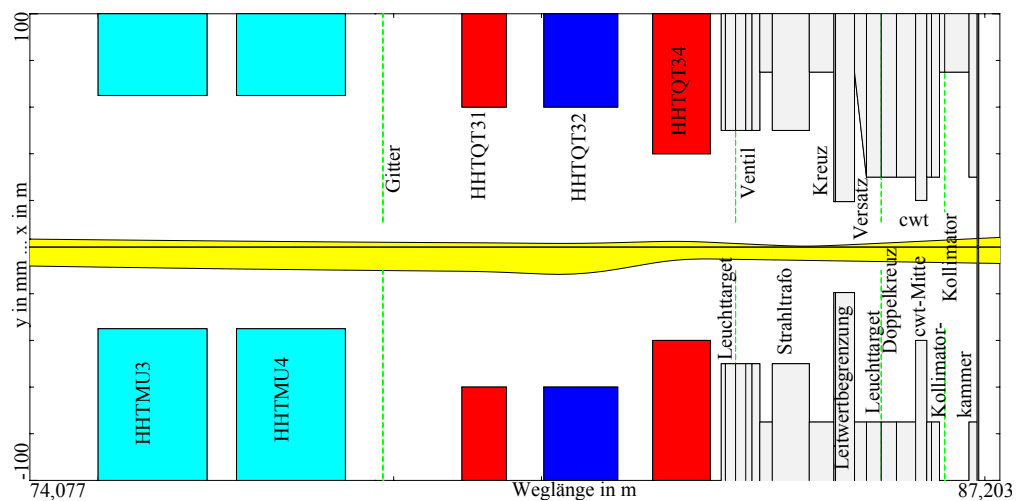 100
y in mm ... x in m
-100
74,077
Weglänge in m
87,203
HHTMU3
HHTMU4
Gitter
HHTQT31
HHTQT32
HHTQT34
Ventil
Kreuz
Versatz
cwt
Kollimator
Leuchttarget
Strahltrafo
Leitwertbegrenzung
Leuchttarget
Doppelkreuz
cwt-Mitte
Kollimator-
kammer